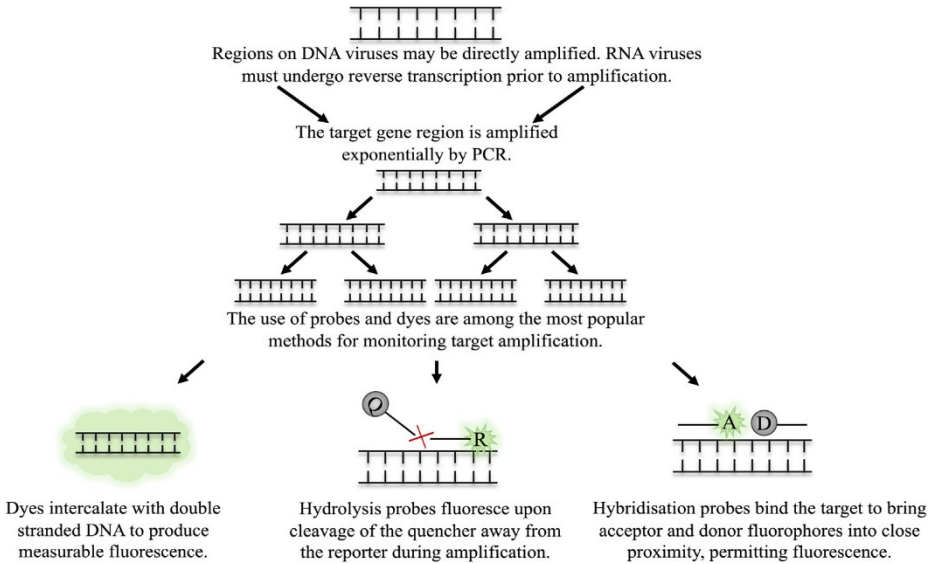 Regions on DNA viruses may be directly amplified. RNA viruses
must undergo reverse transcription prior to amplification.
The target gene region is amplified
exponentially by PCR.
The use of probes and dyes are among the most popular
methods for monitoring target amplification.
Q
R
A D
Dyes intercalate with double
stranded DNA to produce
measurable fluorescence.
Hydrolysis probes fluoresce upon
cleavage of the quencher away from
the reporter during amplification.
Hybridisation probes bind the target to bring
acceptor and donor fluorophores into close
proximity, permitting fluorescence.